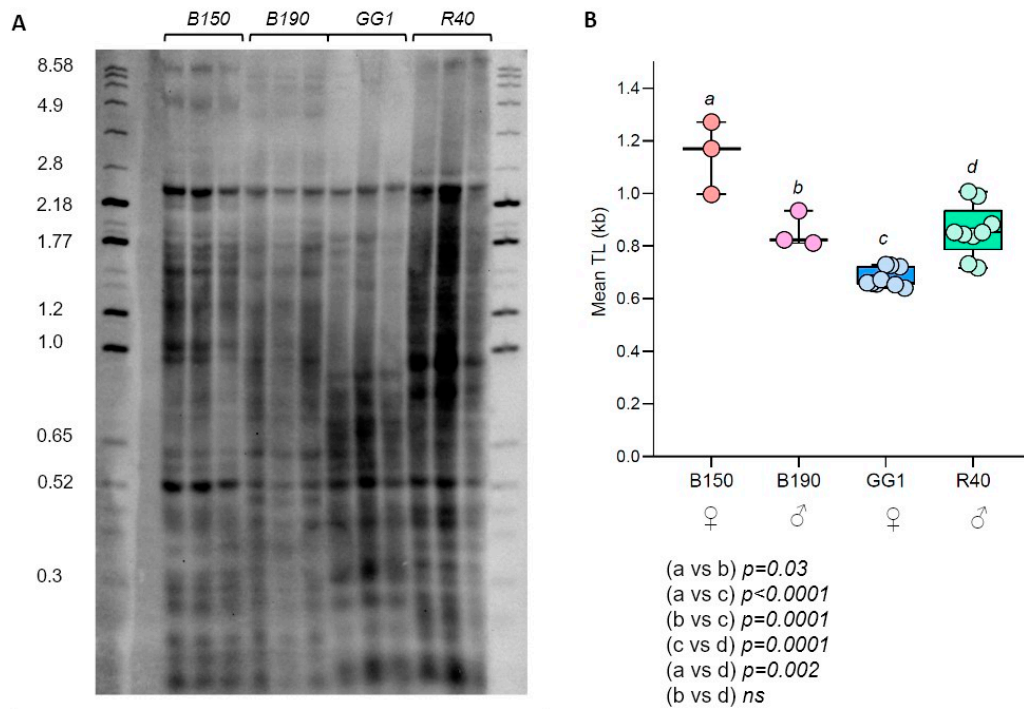 A
B150 B190 GG1 R40
8.58
4.9
2.8
2.18
1.77
1.2
1.0
0.65
0.52
0.3
B
Mean TL (kb)
1.4
1.2
1.0
0.8
0.6
0.4
0.2
0.0
a
b
c
d
B150 B190 GG1 R40
♀ ♂ ♀ ♂
(a vs b) p=0.03
(a vs c) p<0.0001
(b vs c) p=0.0001
(c vs d) p=0.0001
(a vs d) p=0.002
(b vs d) ns